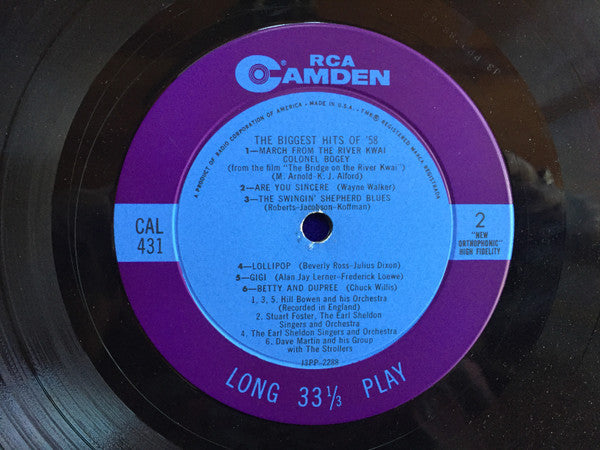 RCA
CAMDEN
A PRODUCT OF RADIO CORPORATION OF AMERICA - MADE IN U.S.A. - TMK(S) ® REGISTERED MARCA REGISTRADA
THE BIGGEST HITS OF '58
1—MARCH FROM THE RIVER KWAI
COLONEL BOGEY
(from the film "The Bridge on the River Kwai")
(M. Arnold-K. J. Alford)
2—ARE YOU SINCERE (Wayne Walker)
3—THE SWINGIN' SHEPHERD BLUES
(Roberts-Jacobson-Koffman)
CAL
431
2
"NEW
ORTHOPHONIC"
HIGH FIDELITY
4—LOLLIPOP (Beverly Ross-Julius Dixon)
5—GIGI (Alan Jay Lerner-Frederick Loewe)
6—BETTY AND DUPREE (Chuck Willis)
1, 3, 5. Hill Bowen and his Orchestra
(Recorded in England)
2. Stuart Foster, The Earl Sheldon
Singers and Orchestra
4. The Earl Sheldon Singers and Orchestra
6. Dave Martin and his Group
with The Strollers
J3PP-2288
LONG 33⅓ PLAY